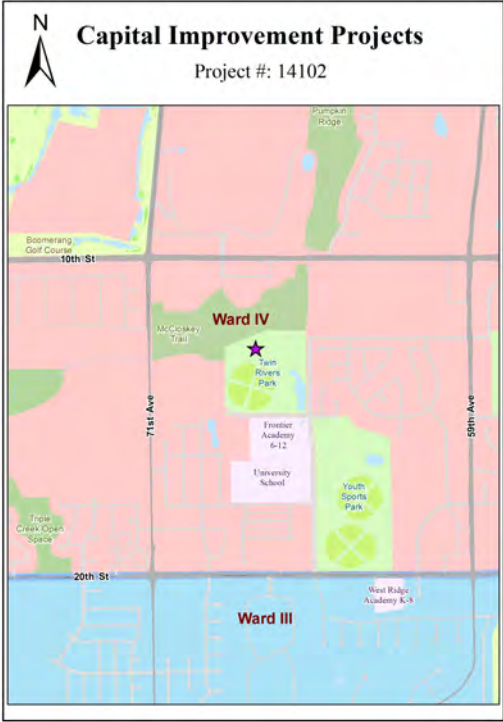 N
Capital Improvement Projects
Project #: 14102
Pumpkin
Ridge
Boomerang
Golf Course
10th St
Ward IV
McCloskey
Trail
Twin
Rivers
Park
71st Ave
59th Ave
Frontier
Academy
6-12
University
School
Youth
Sports
Park
Triple
Creek Open
Space
20th St
West Ridge
Academy K-8
Ward III